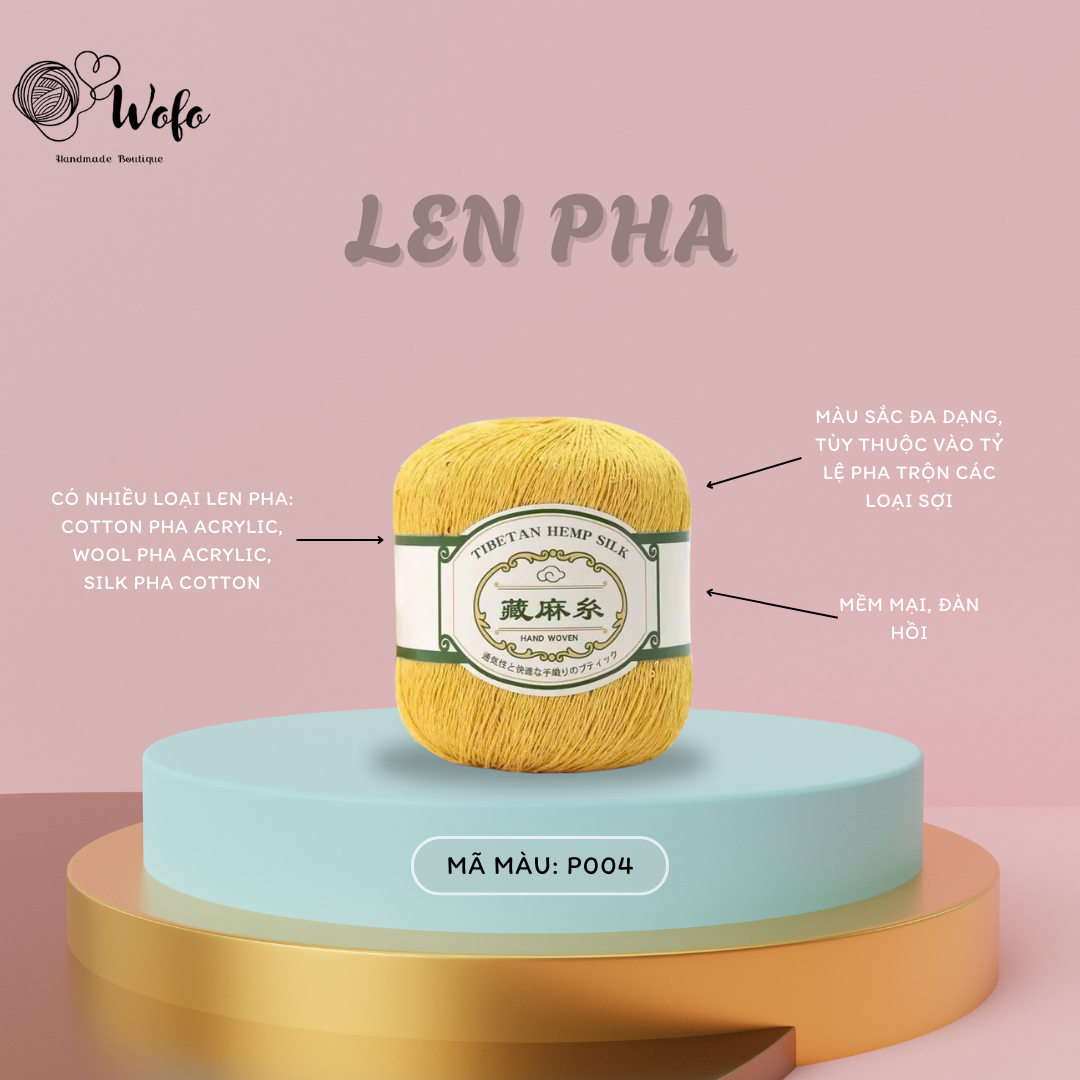 Wofo
Handmade Boutique
LEN PHA
MÀU SẮC ĐA DẠNG,
TÙY THUỘC VÀO TỶ
LỆ PHA TRỘN CÁC
LOẠI SỢI
CÓ NHIỀU LOẠI LEN PHA:
COTTON PHA ACRYLIC,
WOOL PHA ACRYLIC,
SILK PHA COTTON
MỀM MẠI, ĐÀN
HỒI
TIBETAN HEMP SILK
藏麻糸
HAND WOVEN
通気性と快適な手織りのブティック
MÃ MÀU: P004